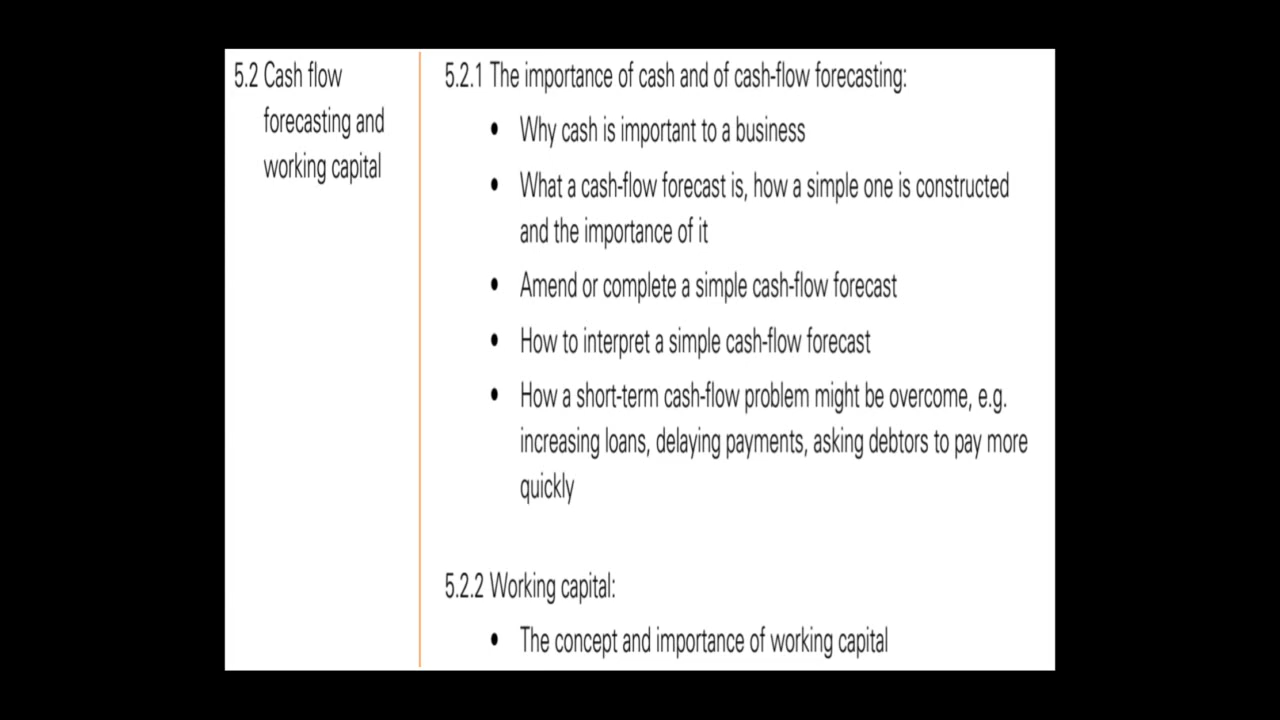 5.2 Cash flow
forecasting and
working capital
5.2.1 The importance of cash and of cash-flow forecasting:
• Why cash is important to a business
• What a cash-flow forecast is, how a simple one is constructed
and the importance of it
• Amend or complete a simple cash-flow forecast
• How to interpret a simple cash-flow forecast
• How a short-term cash-flow problem might be overcome, e.g.
increasing loans, delaying payments, asking debtors to pay more
quickly
5.2.2 Working capital:
• The concept and importance of working capital